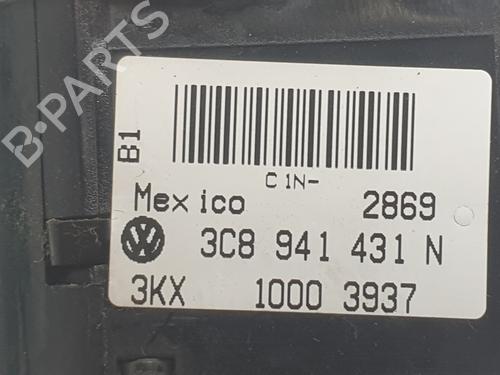 B-PARTS
B1
C 1N-
Mexico 2869
3C8 941 431 N
3KX 1000 3937